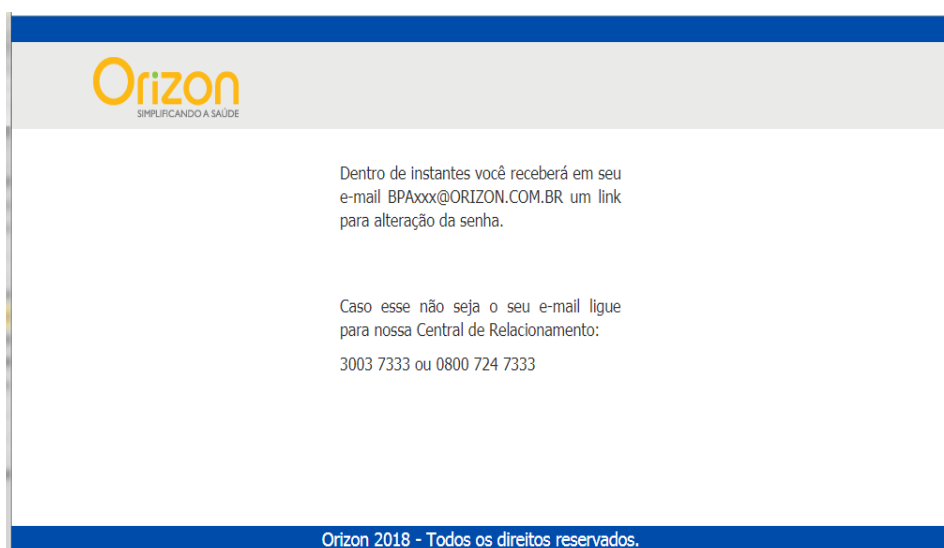 Orizon
SIMPLIFICANDO A SAÚDE
Dentro de instantes você receberá em seu
e-mail BPAxxx@ORIZON.COM.BR um link
para alteração da senha.
Caso esse não seja o seu e-mail ligue
para nossa Central de Relacionamento:
3003 7333 ou 0800 724 7333
Orizon 2018 - Todos os direitos reservados.